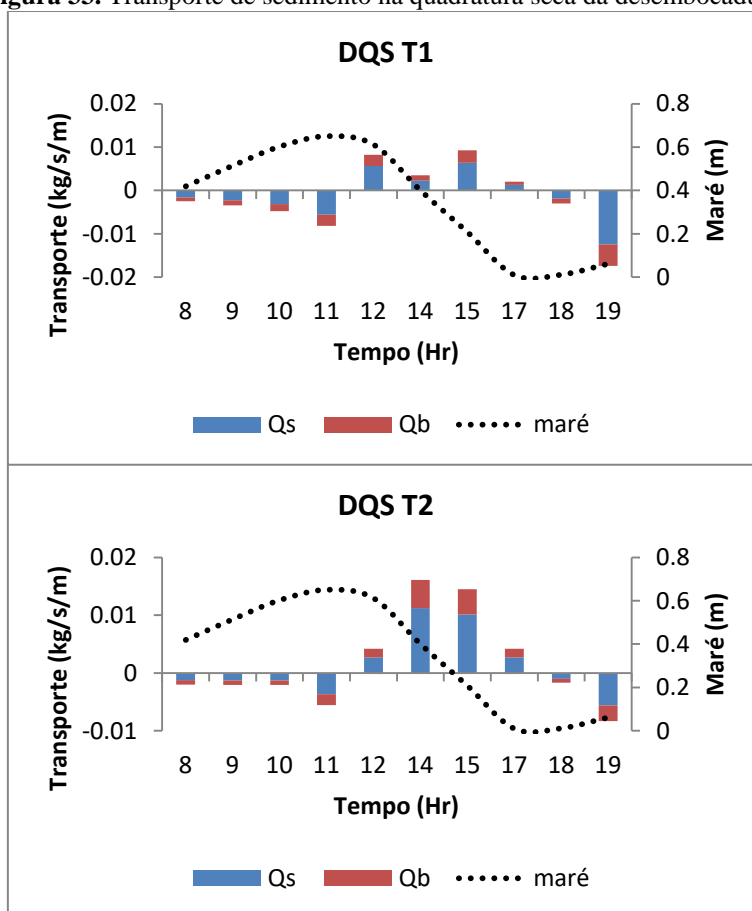 33. Transporte de sedimento na quadratura seca da
DQS T1
0.02
0.01
0
-0.01
-0.02
0.8
0.6
0.4
0.2
0
Transporte (kg/s/m)
Maré (m)
8 9 10 11 12 14 15 17 18 19
Tempo (Hr)
Qs Qb maré
DQS T2
0.02
0.01
0
-0.01
0.8
0.6
0.4
0.2
0
Transporte (kg/s/m)
Maré (m)
8 9 10 11 12 14 15 17 18 19
Tempo (Hr)
Qs Qb maré